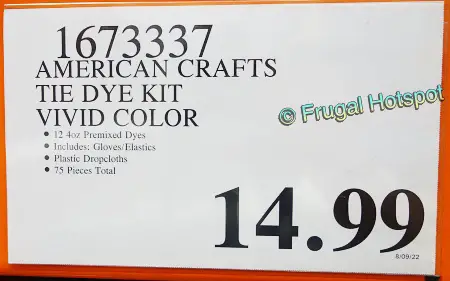 1673337
AMERICAN CRAFTS
TIE DYE KIT
VIVID COLOR
© Frugal Hotspot
• 12 4oz Premixed Dyes
• Includes: Gloves/Elastics
• Plastic Dropcloths
• 75 Pieces Total
14.99
8/09/22